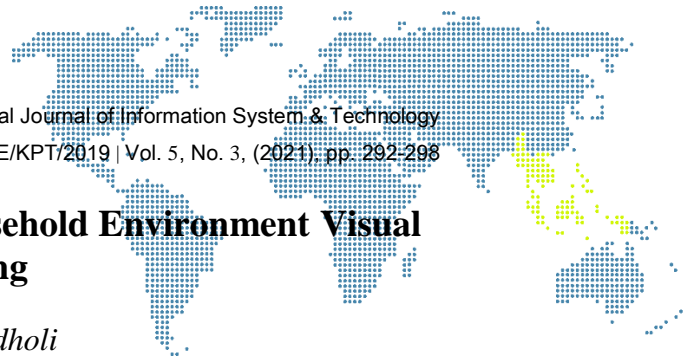 al Journal of Information System & Technology
E/KPT/2019 | Vol. 5, No. 3, (2021), pp. 292-298
sehold Environment Visual
ng
dholi